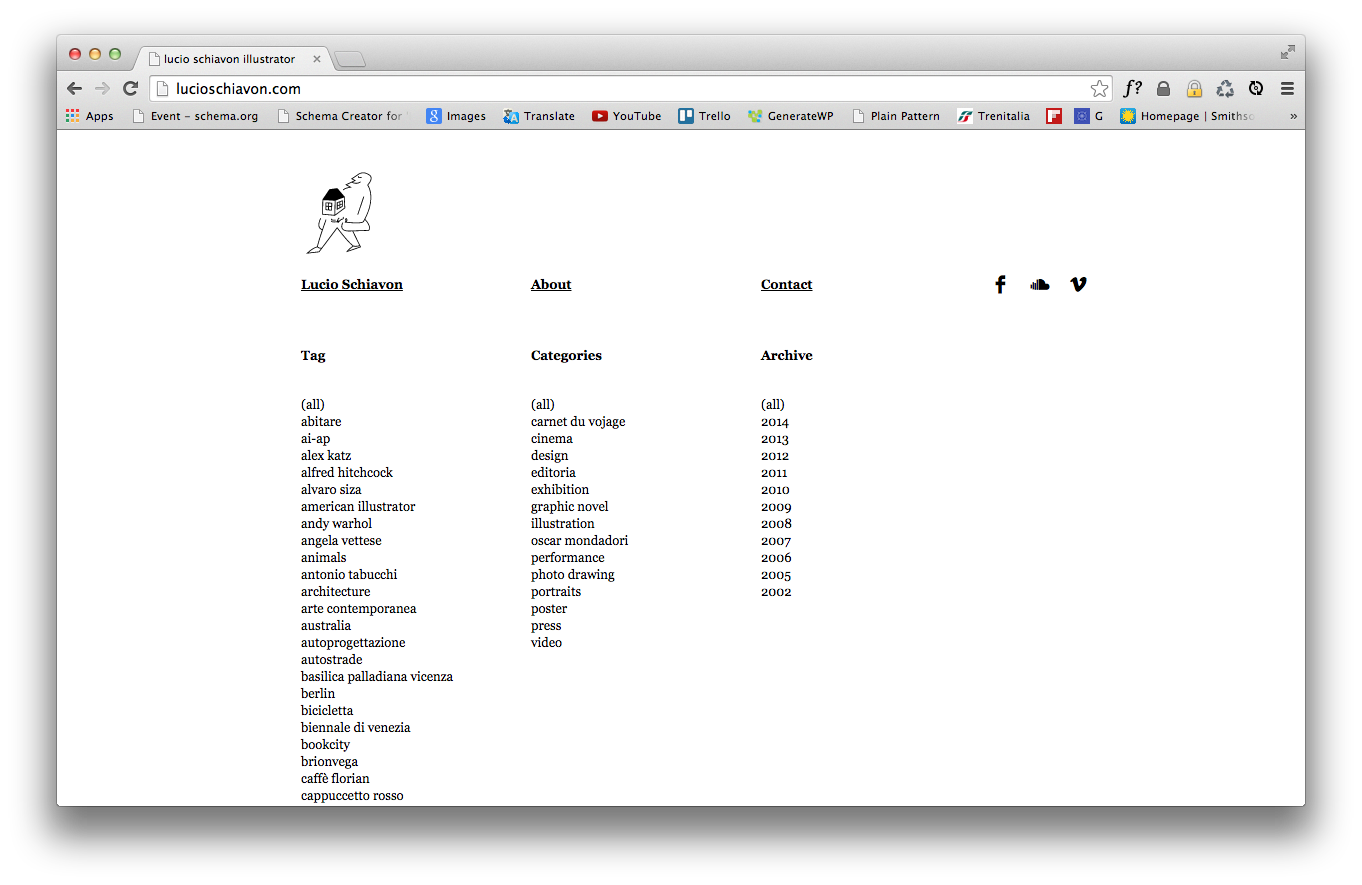 lucio schiavon illustrator
lucioschiavon.com
f?
Apps Event – schema.org Schema Creator for Images Translate YouTube Trello GenerateWP Plain Pattern Trenitalia G Homepage | Smiths »
Lucio Schiavon About Contact
Tag
(all)
abitare
ai-ap
alex katz
alfred hitchcock
alvaro siza
american illustrator
andy warhol
angela vettese
animals
antonio tabucchi
architecture
arte contemporanea
australia
autoprogettazione
autostrade
basilica palladiana vicenza
berlin
bicicletta
biennale di venezia
bookcity
brionvega
caffè florian
cappuccetto rosso
Categories
(all)
carnet du vojage
cinema
design
editoria
exhibition
graphic novel
illustration
oscar mondadori
performance
photo drawing
portraits
poster
press
video
Archive
(all)
2014
2013
2012
2011
2010
2009
2008
2007
2006
2005
2002